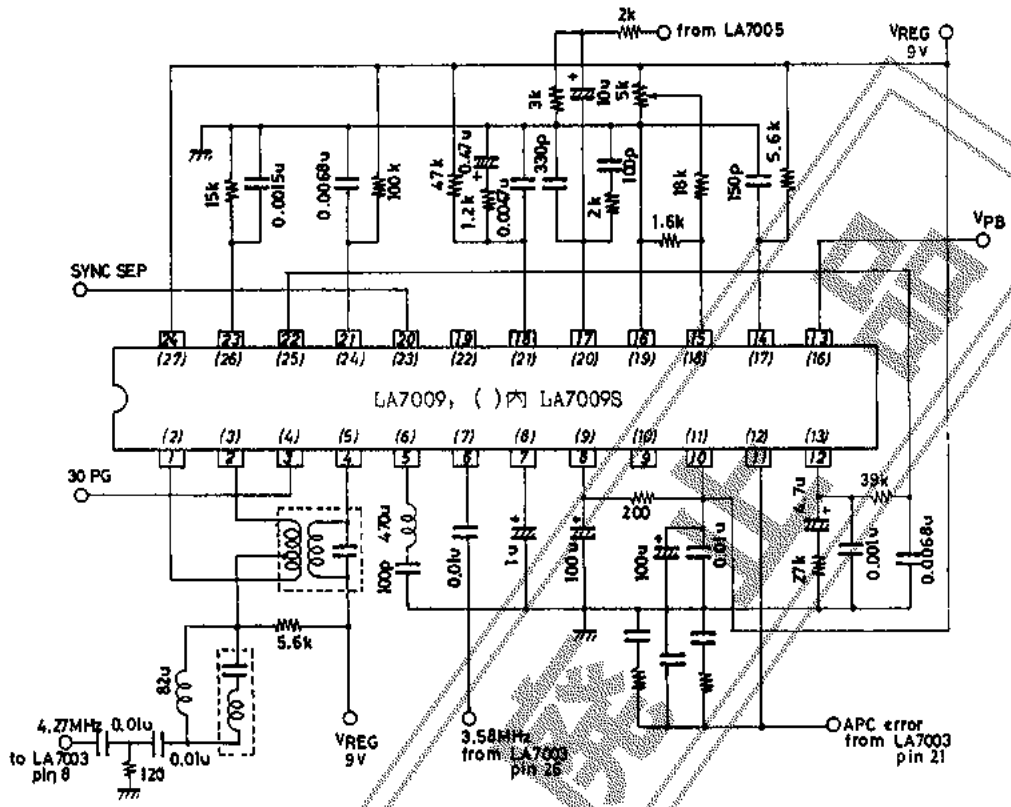 2k
from LA7005
VREG
9V
3k
+
10u
5k
15k
0.0015u
0.0068u
100k
47k
0.47u
+
1.2k
0.0047u
330p
100p
2k
18k
1.6k
150p
5.6k
VPB
SYNC SEP
24 23 22 21 20 19 18 17 16 15 14 13
(27) (26) (25) (24) (23) (22) (21) (20) (19) (18) (17) (16)
LA7009, ( )内 LA7009S
(2) (3) (4) (5) (6) (7) (8) (9) (10) (11) (12) (13)
1 2 3 4 5 6 7 8 9 10 11 12
30 PG
470u
100p
0.01u
1u
+
100u
+
200
100u
+
0.01u
4.7u
+
27k
39k
0.001u
0.0068u
5.6k
82u
4.27MHz
0.01u
to LA7003
pin 8
120
0.01u
VREG
9V
3.58MHz
from LA7003
pin 26
APC error
from LA7003
pin 21